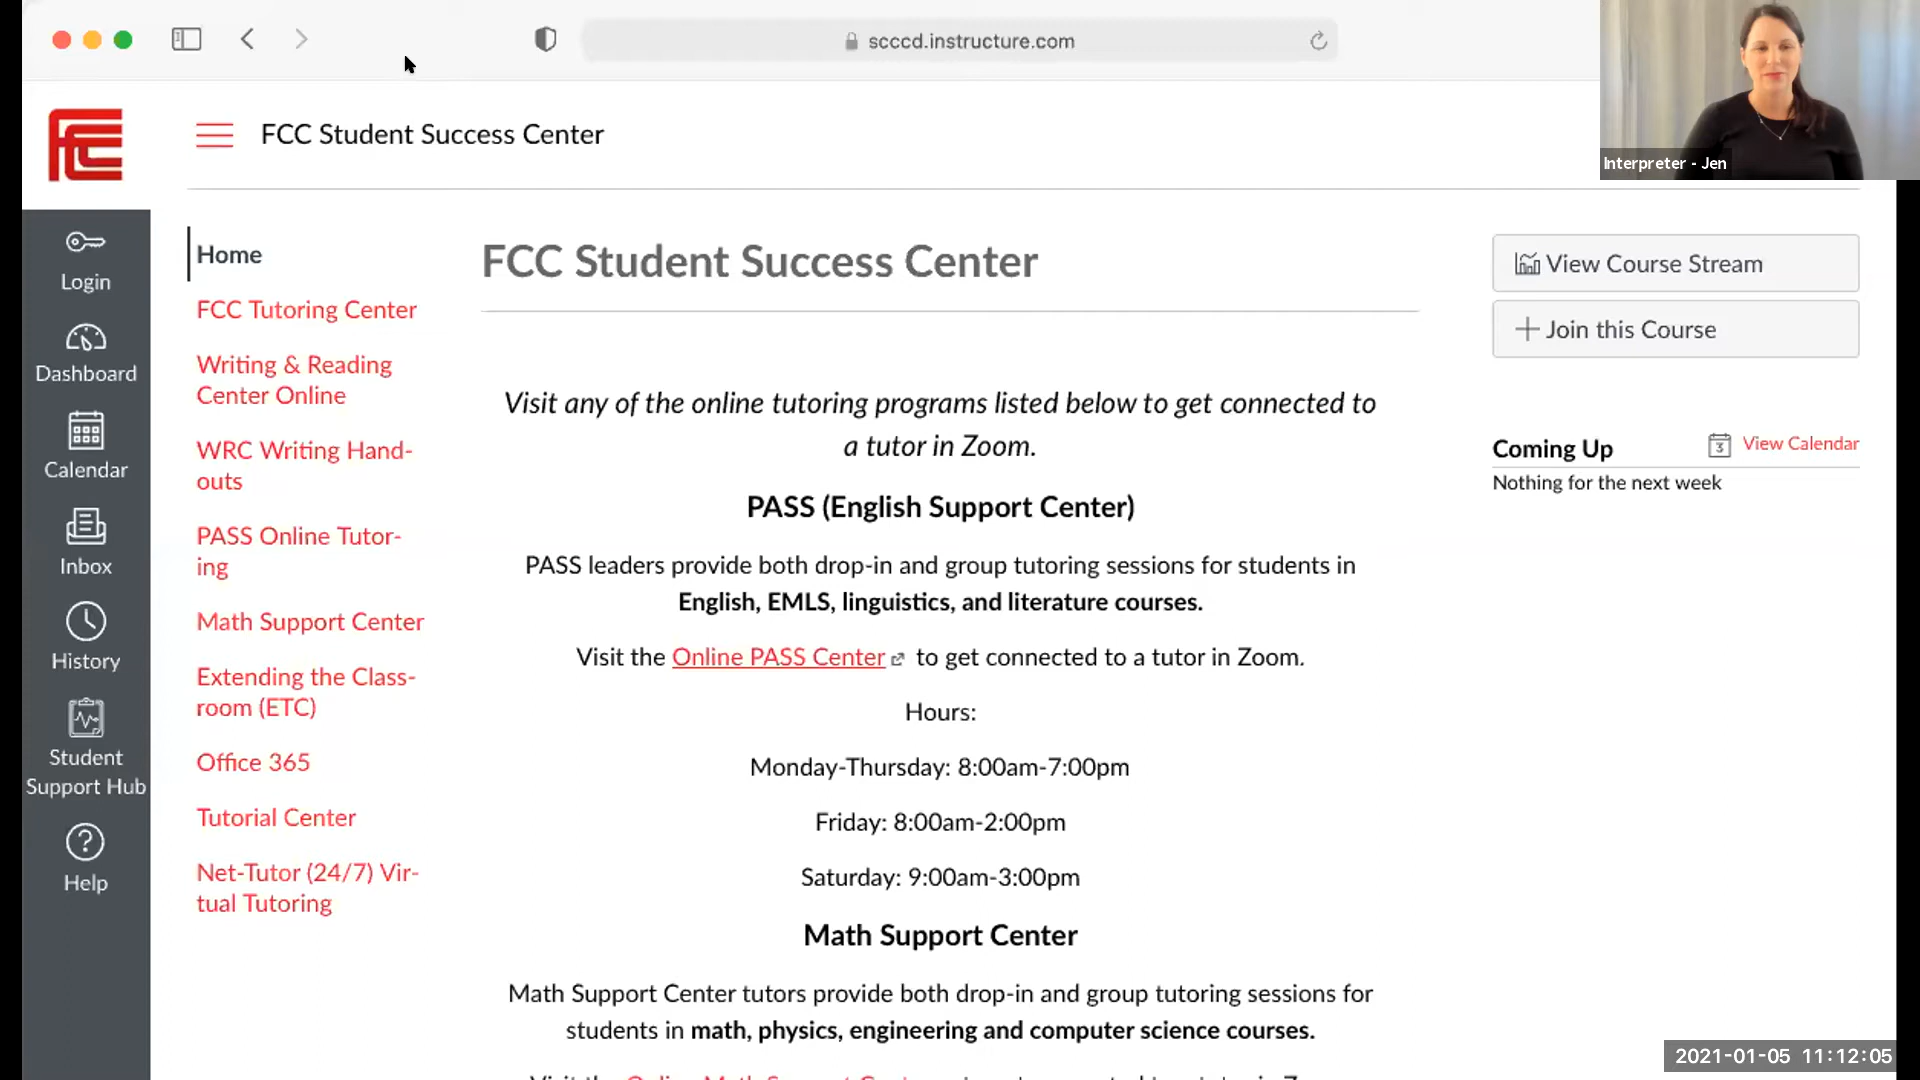 scccd.instructure.com
Interpreter - Jen
FCC
FCC Student Success Center
Login
Dashboard
Calendar
Inbox
History
Student
Support Hub
Help
Home
FCC Tutoring Center
Writing & Reading
Center Online
WRC Writing Hand-
outs
PASS Online Tutor-
ing
Math Support Center
Extending the Class-
room (ETC)
Office 365
Tutorial Center
Net-Tutor (24/7) Vir-
tual Tutoring
FCC Student Success Center
Visit any of the online tutoring programs listed below to get connected to
a tutor in Zoom.
PASS (English Support Center)
PASS leaders provide both drop-in and group tutoring sessions for students in
English, EMLS, linguistics, and literature courses.
Visit the Online PASS Center to get connected to a tutor in Zoom.
Hours:
Monday-Thursday: 8:00am-7:00pm
Friday: 8:00am-2:00pm
Saturday: 9:00am-3:00pm
Math Support Center
Math Support Center tutors provide both drop-in and group tutoring sessions for
students in math, physics, engineering and computer science courses.
View Course Stream
Join this Course
Coming Up
3 View Calendar
Nothing for the next week
2021-01-05 11:12:05